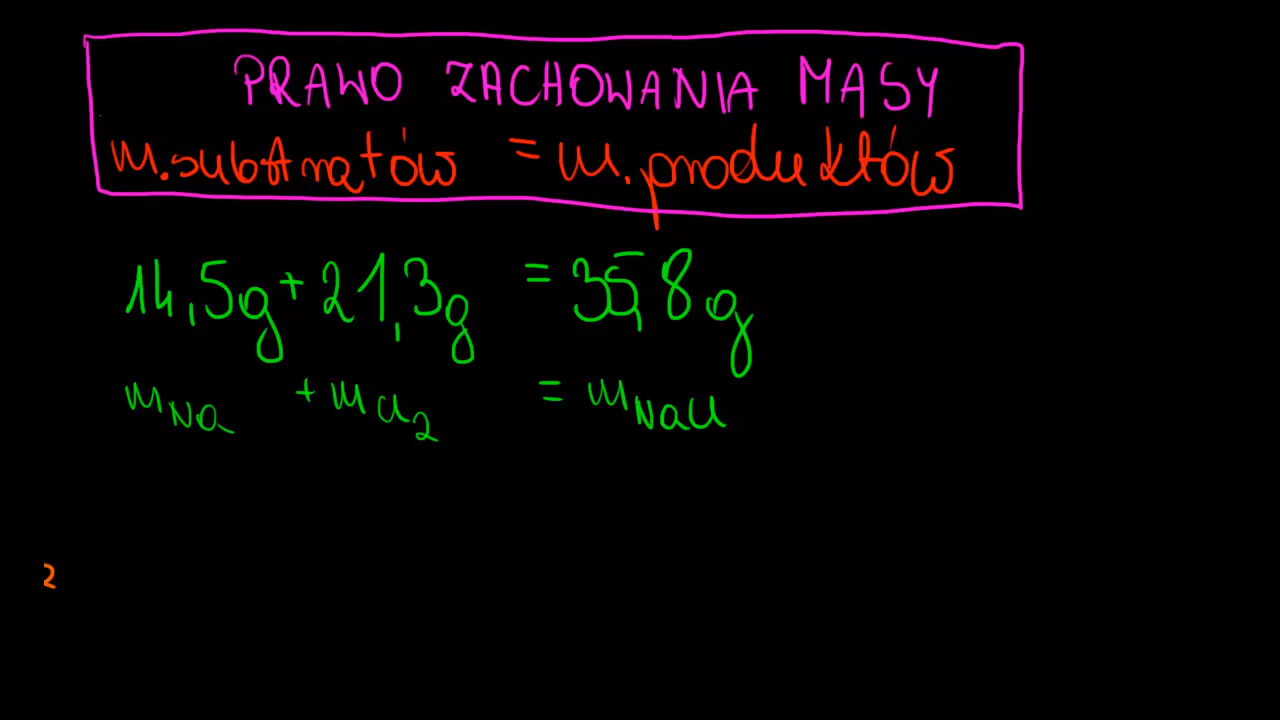 PRAWO ZACHOWANIA MASY
m.substratów = m.produktów
14,5g + 21,3g = 35,8g
mNa + mCl2 = mNaCl
2